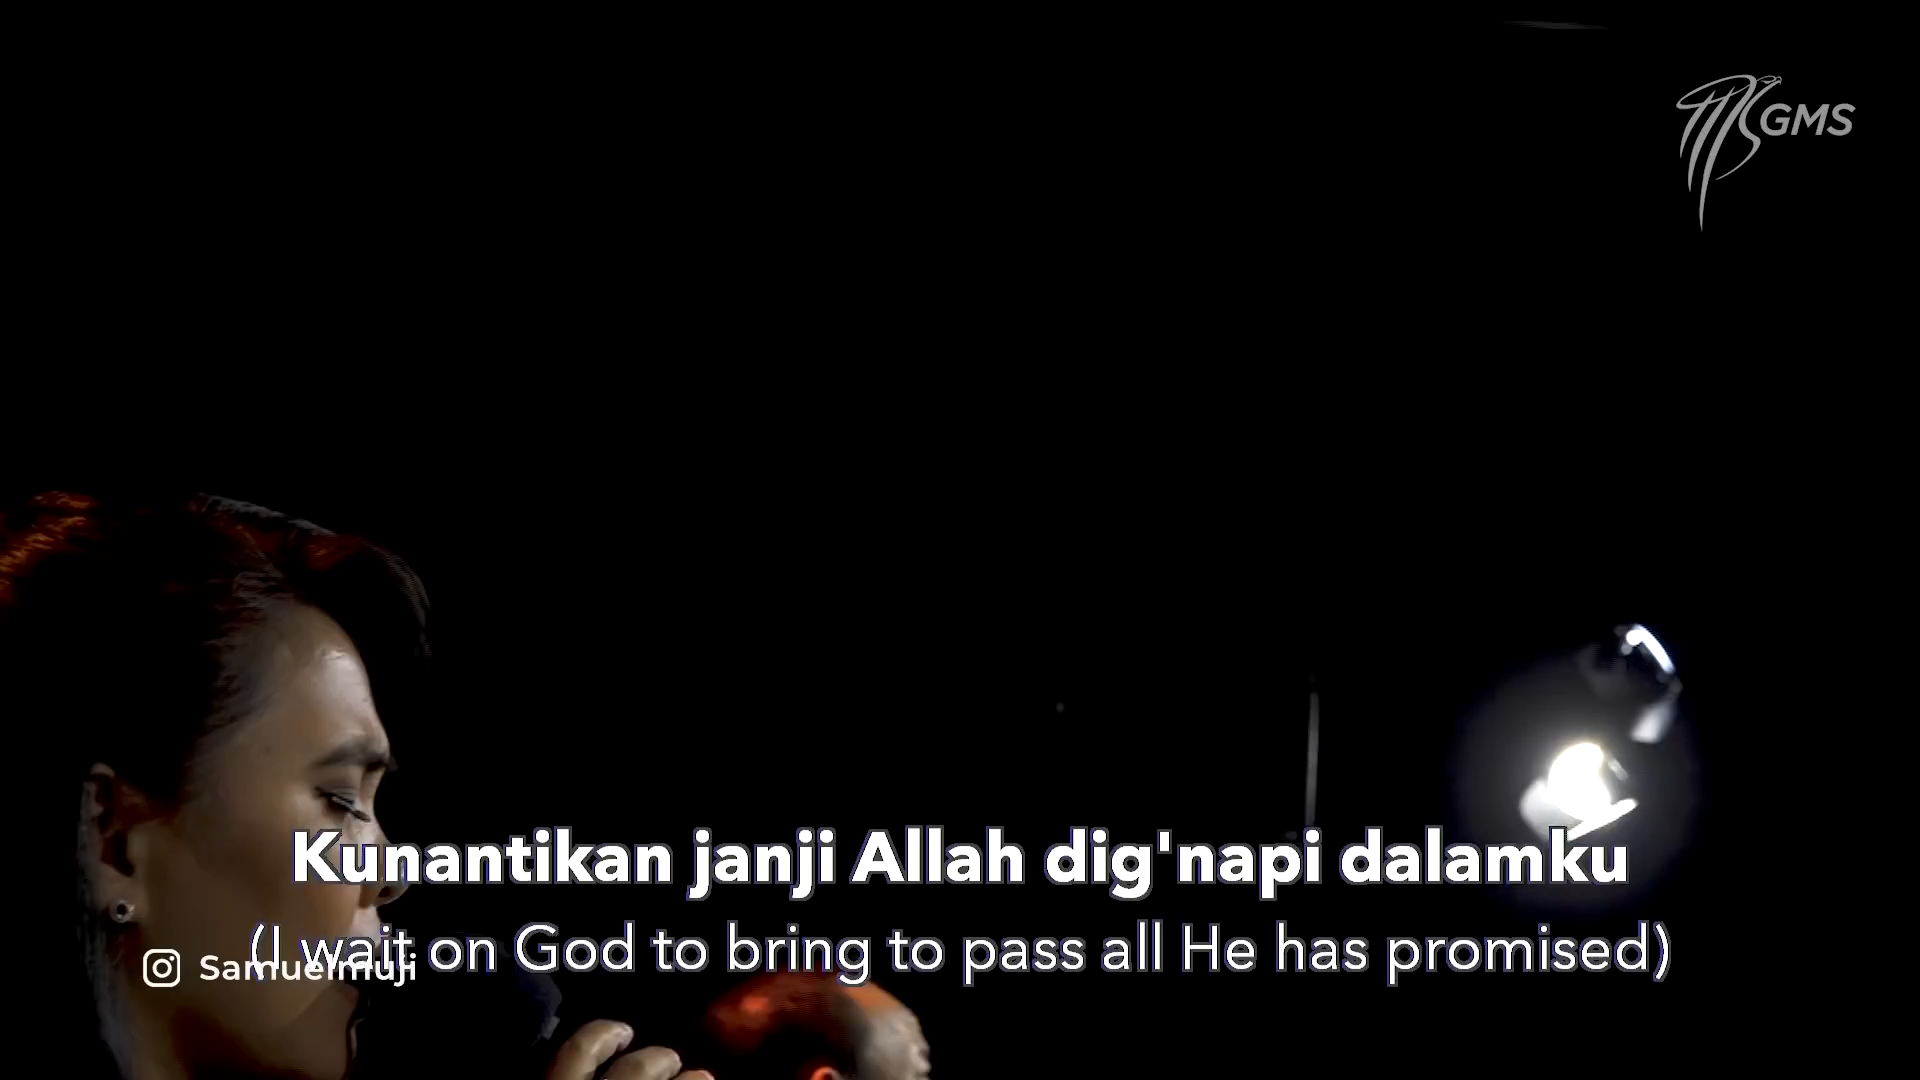 GMS
Kunantikan janji Allah dig'napi dalamku
(I wait on God to bring to pass all He has promised)
Samuelmuji